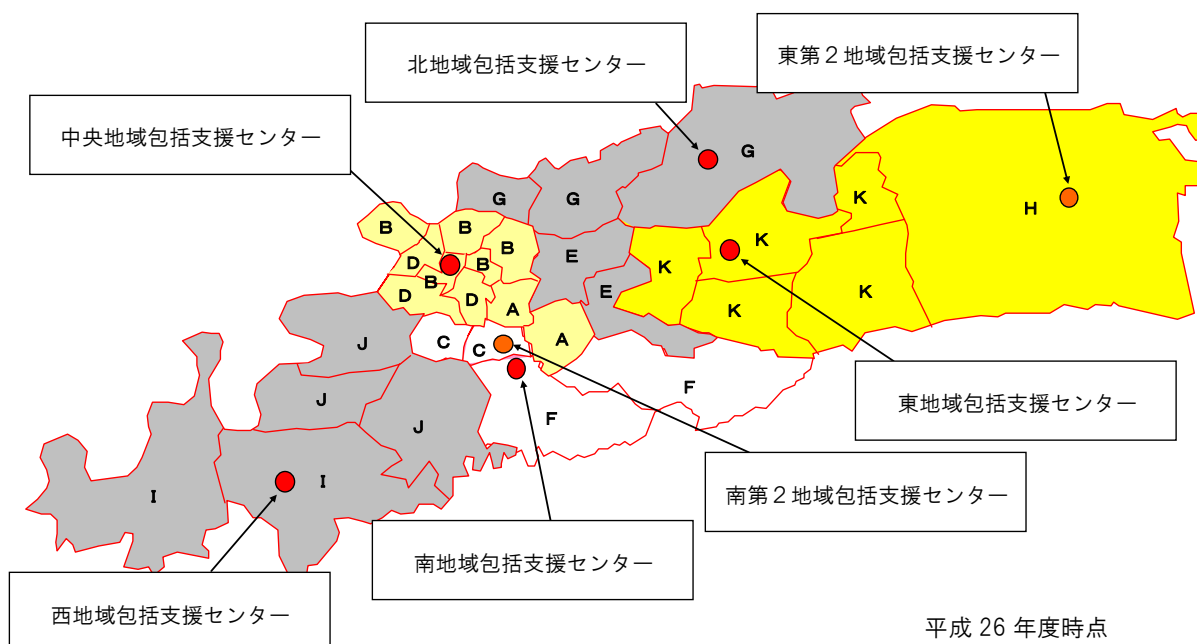 東第２地域包括支援センター
北地域包括支援センター
中央地域包括支援センター
G
G
G
K
H
B
B
B
K
E
D
B
K
B
E
D
D
A
K
K
J
C
C
A
F
J
F
J
東地域包括支援センター
I
I
南第２地域包括支援センター
南地域包括支援センター
西地域包括支援センター
平成 26 年度時点